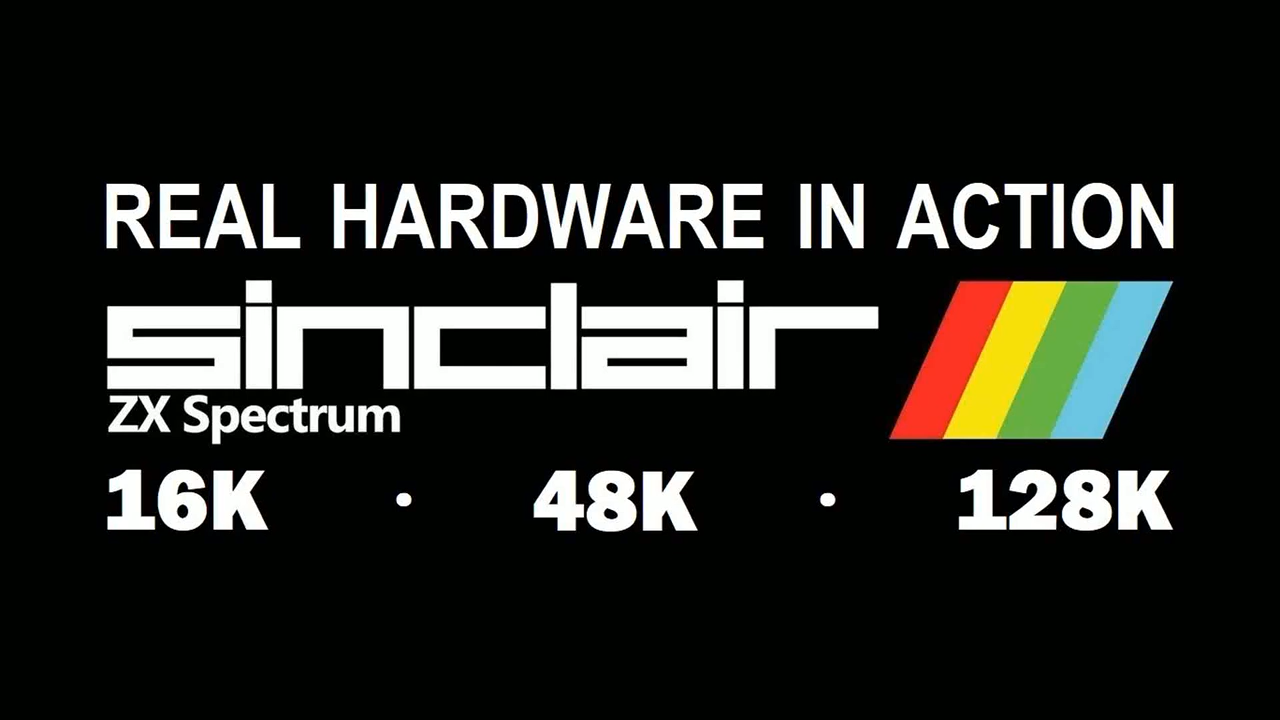 REAL HARDWARE IN ACTION
sinclair
ZX Spectrum
16K · 48K · 128K